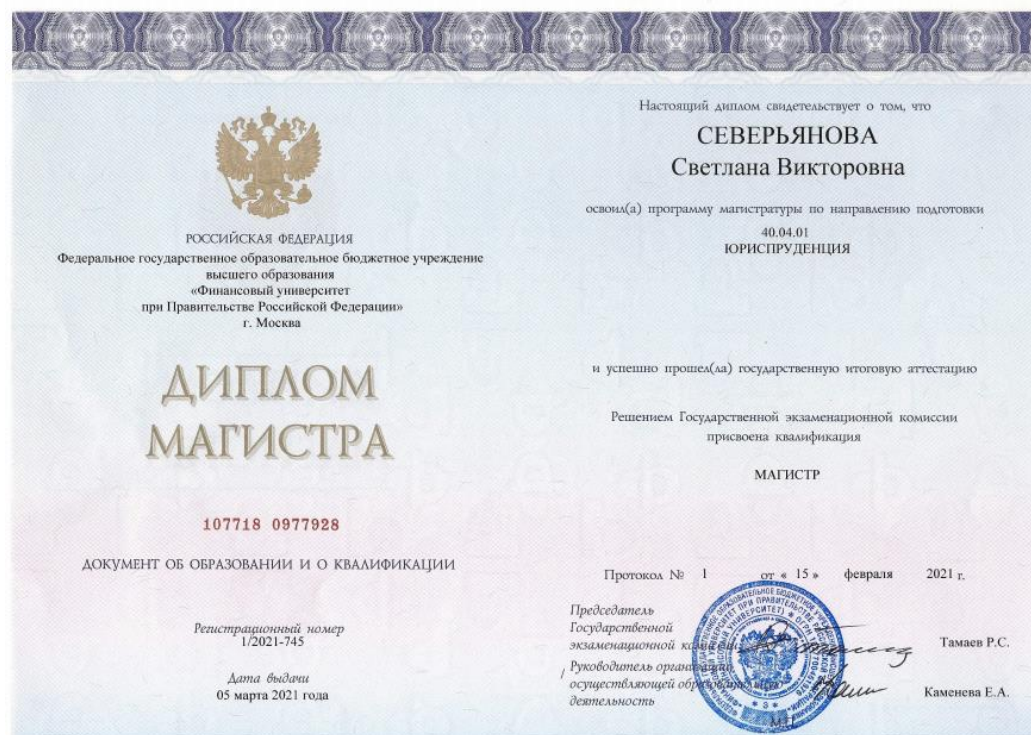 РОССИЙСКАЯ ФЕДЕРАЦИЯ
Федеральное государственное образовательное бюджетное учреждение
высшего образования
«Финансовый университет
при Правительстве Российской Федерации»
г. Москва
ДИПЛОМ
МАГИСТРА
107718 0977928
ДОКУМЕНТ ОБ ОБРАЗОВАНИИ И О КВАЛИФИКАЦИИ
Регистрационный номер
1/2021-745
Дата выдачи
05 марта 2021 года
Настоящий диплом свидетельствует о том, что
СЕВЕРЬЯНОВА
Светлана Викторовна
освоил(а) программу магистратуры по направлению подготовки
40.04.01
ЮРИСПРУДЕНЦИЯ
и успешно прошел(ла) государственную итоговую аттестацию
Решением Государственной экзаменационной комиссии
присвоена квалификация
МАГИСТР
Протокол № 1 от « 15 » февраля 2021 г.
Председатель
Государственной
экзаменационной комиссии Тамаев Р.С.
Руководитель организации,
осуществляющей образовательную
деятельность Каменева Е.А.
М.П.